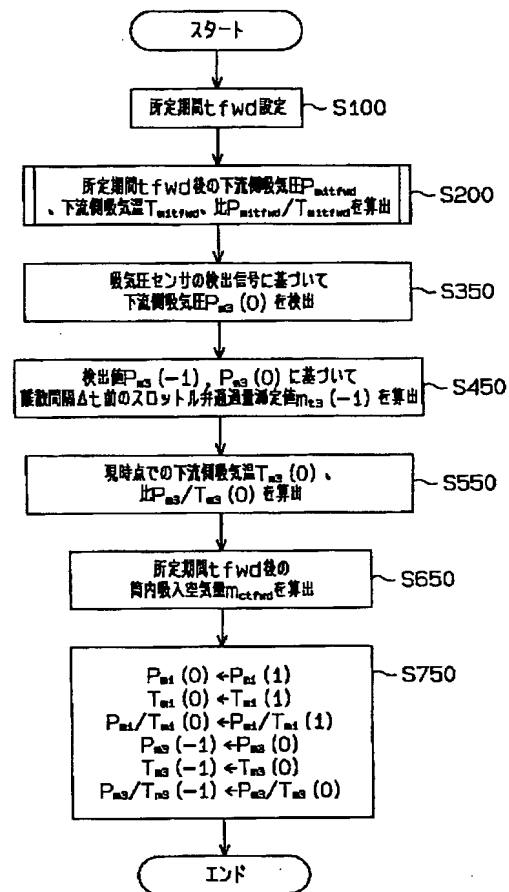 スタート
所定期間tfwd設定
S100
所定期間tfwd後の下流側吸気圧Pmitfwd
、下流側吸気温Tmitfwd、比Pmitfwd/Tmitfwdを算出
S200
吸気圧センサの検出信号に基づいて
下流側吸気圧Pm3(0)を検出
S350
検出値Pm3(-1), Pm3(0)に基づいて
離散間隔Δt前のスロットル弁通過量測定値mt3(-1)を算出
S450
現時点での下流側吸気温Tm3(0)、
比Pm3/Tm3(0)を算出
S550
所定期間tfwd後の
筒内吸入空気量mctfwdを算出
S650
Pm1(0)←Pm1(1)
Tm1(0)←Tm1(1)
Pm1/Tm1(0)←Pm1/Tm1(1)
Pm3(-1)←Pm3(0)
Tm3(-1)←Tm3(0)
Pm3/Tm3(-1)←Pm3/Tm3(0)
S750
エンド